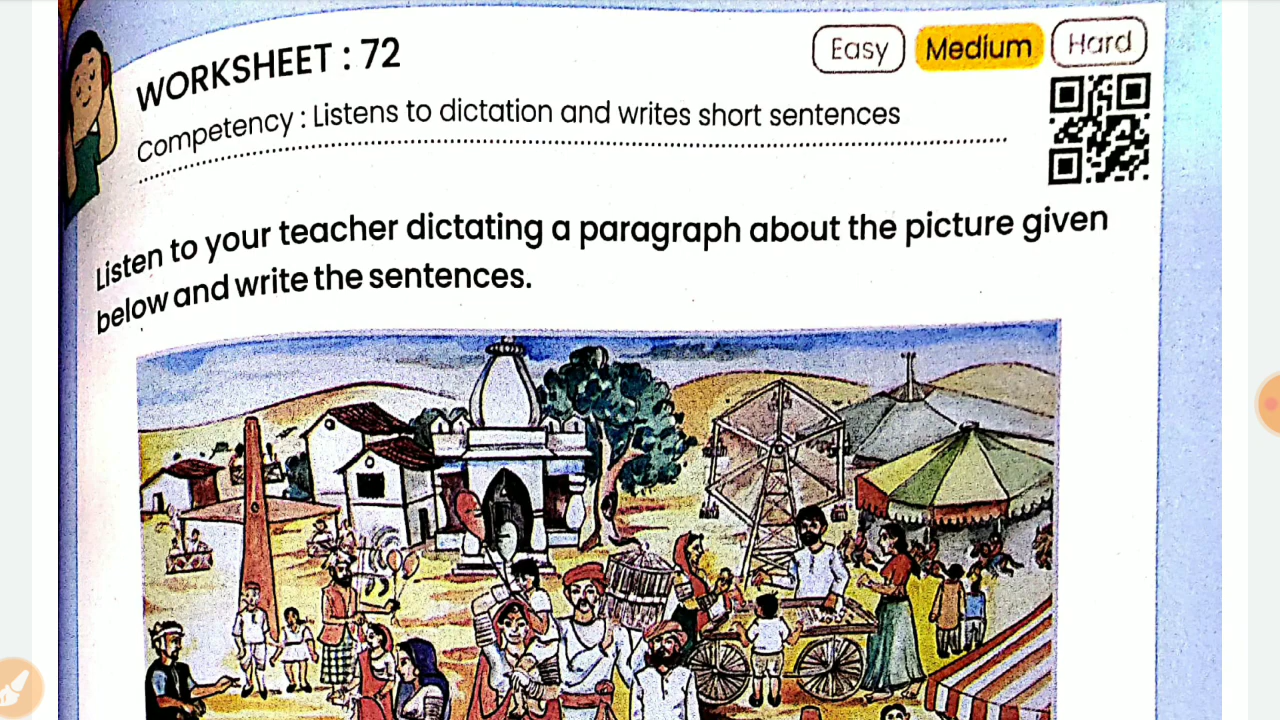 WORKSHEET : 72
Easy Medium Hard
Competency : Listens to dictation and writes short sentences
Listen to your teacher dictating a paragraph about the picture given
below and write the sentences.